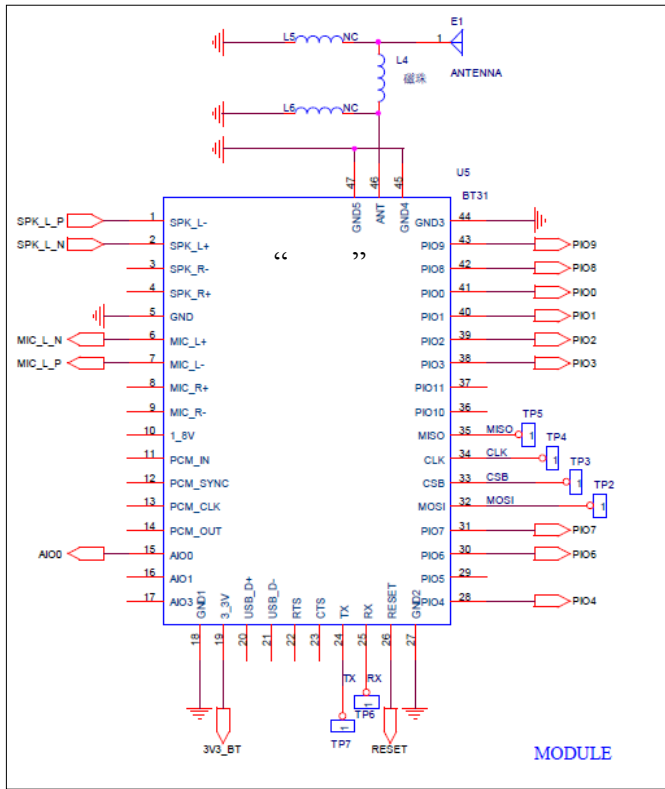 L5 NC E1
1
L4
磁珠 ANTENNA
L6 NC
47 46 45 U5
BT31
GND5 ANT GND4
SPK_L_P 1 SPK_L- GND3 44
SPK_L_N 2 SPK_L+ PIO9 43 PIO9
3 SPK_R- “ ” PIO8 42 PIO8
4 SPK_R+ PIO0 41 PIO0
5 GND PIO1 40 PIO1
MIC_L_N 6 MIC_L+ PIO2 39 PIO2
MIC_L_P 7 MIC_L- PIO3 38 PIO3
8 MIC_R+ PIO11 37
9 MIC_R- PIO10 36
10 1_8V MISO 35 MISO 1 TP5
11 PCM_IN CLK 34 CLK 1 TP4
12 PCM_SYNC CSB 33 CSB 1 TP3
13 PCM_CLK MOSI 32 MOSI 1 TP2
14 PCM_OUT PIO7 31 PIO7
AIO0 15 AIO0 PIO6 30 PIO6
16 AIO1 PIO5 29
17 AIO3 PIO4 28 PIO4
GND1 3_3V USB_D+ USB_D- RTS CTS TX RX RESET GND2
18 19 20 21 22 23 24 25 26 27
TX RX
1 TP6
1 TP7
3V3_BT RESET
MODULE